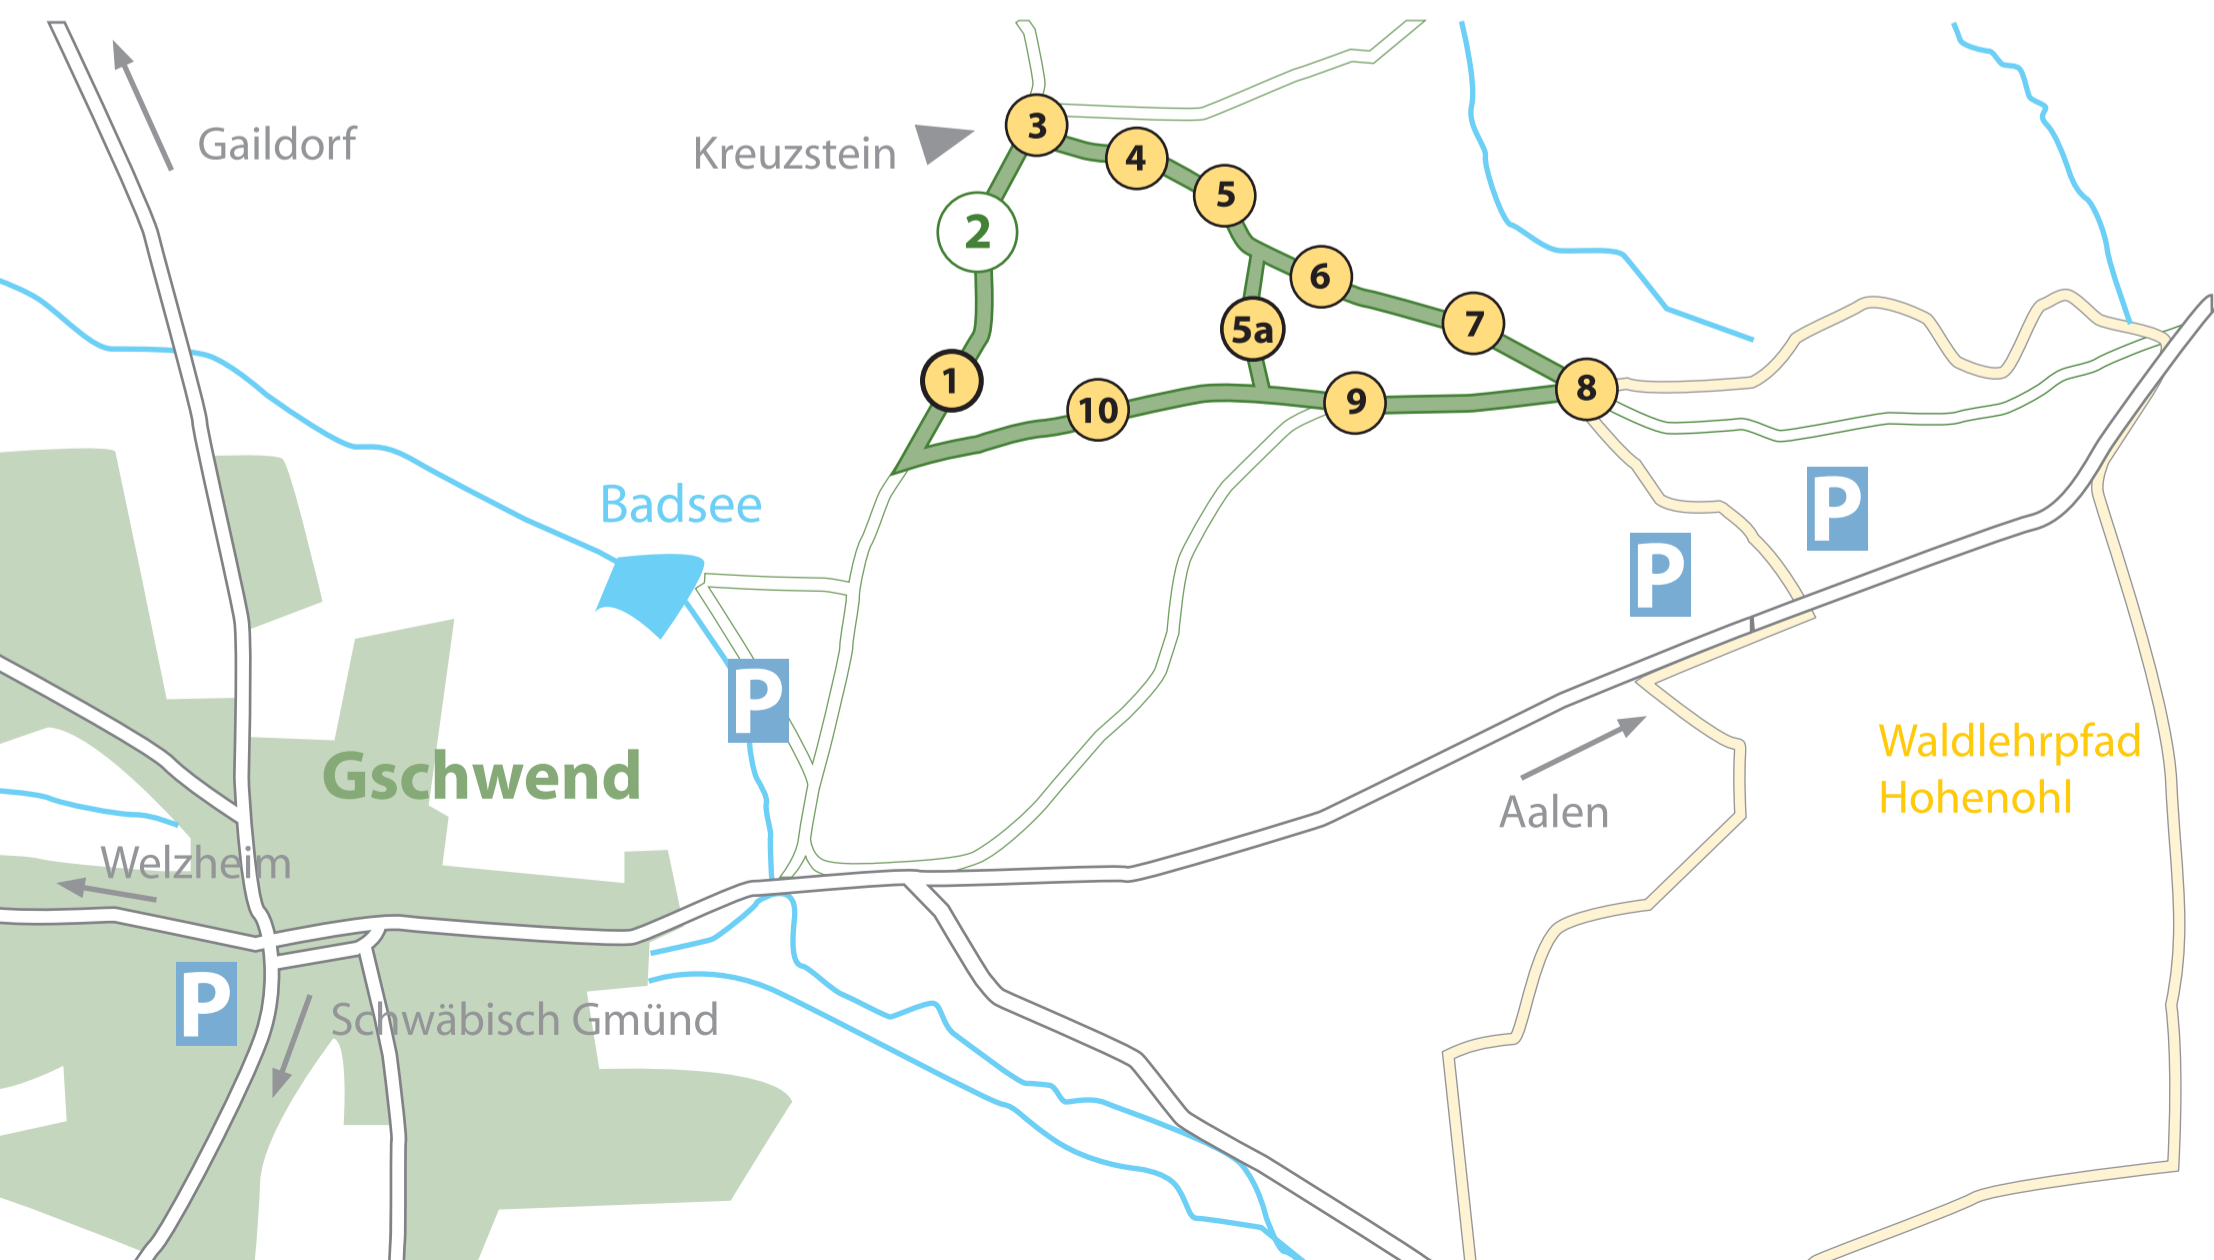 Gaildorf
Kreuzstein
3
4
5
2
6
5a
7
1
10
9
8
Badsee
P
P
P
Waldlehrpfad
Hohenohl
Gschwend
Aalen
Welzheim
P
Schwäbisch Gmünd